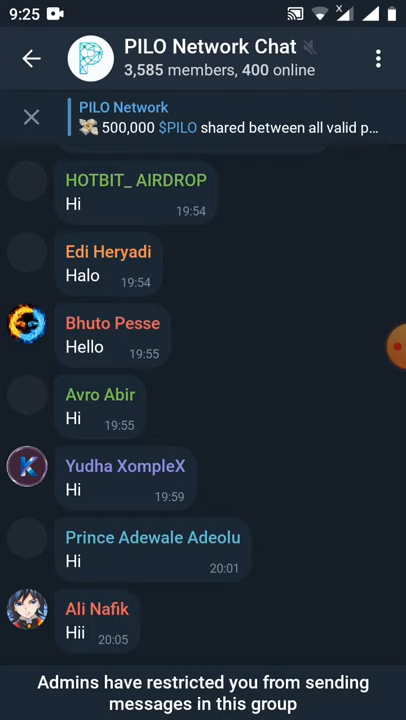 9:25
PILO Network Chat
3,585 members, 400 online
PILO Network
💸 500,000 $PILO shared between all valid p...
HOTBIT_ AIRDROP
Hi
19:54
Edi Heryadi
Halo
19:54
Bhuto Pesse
Hello
19:55
Avro Abir
Hi
19:55
Yudha XompleX
Hi
19:59
Prince Adewale Adeolu
Hi
20:01
Ali Nafik
Hii
20:05
Admins have restricted you from sending
messages in this group